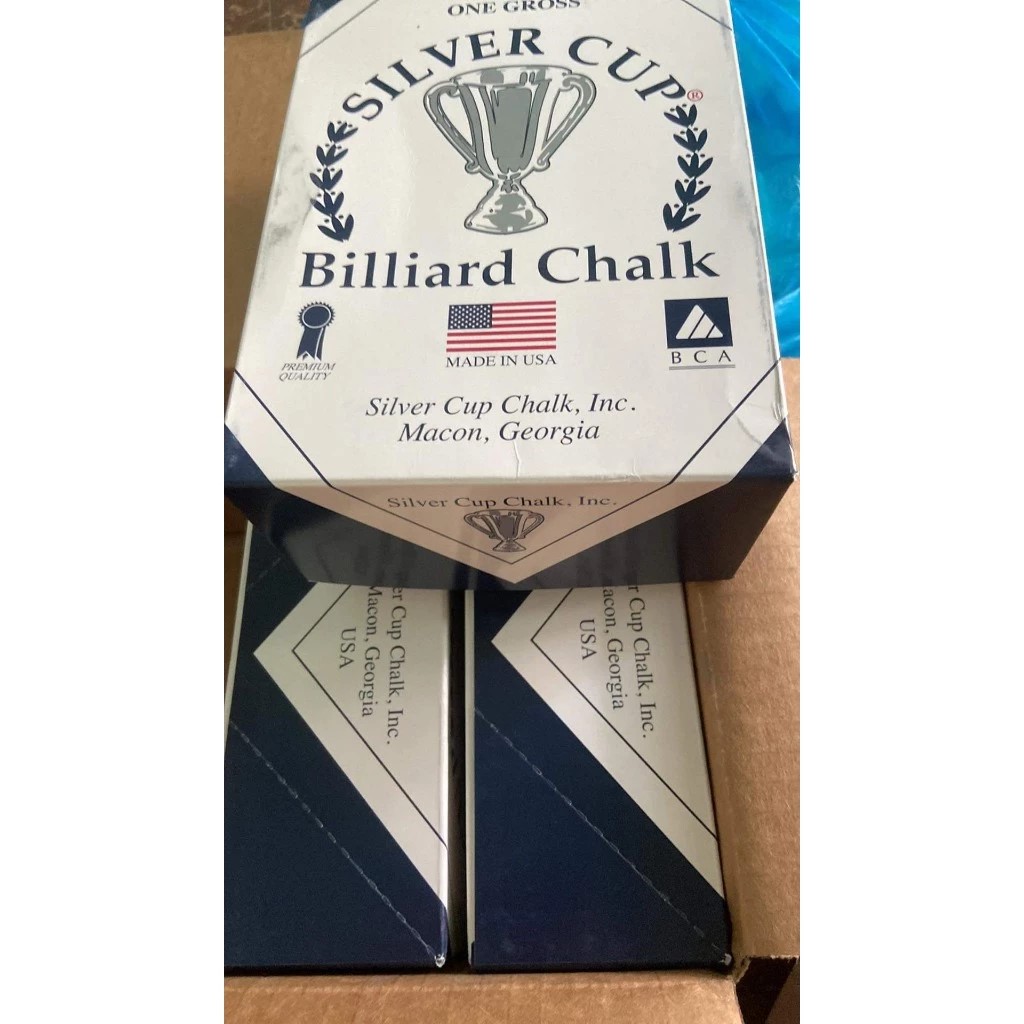 ONE GROSS
SILVER CUP®
Billiard Chalk
PREMIUM
QUALITY
MADE IN USA
BCA
Silver Cup Chalk, Inc.
Macon, Georgia
Silver Cup Chalk, Inc.
Cup Chalk, Inc.
Macon, Georgia
USA
Cup Chalk, Inc.
Georgia
USA